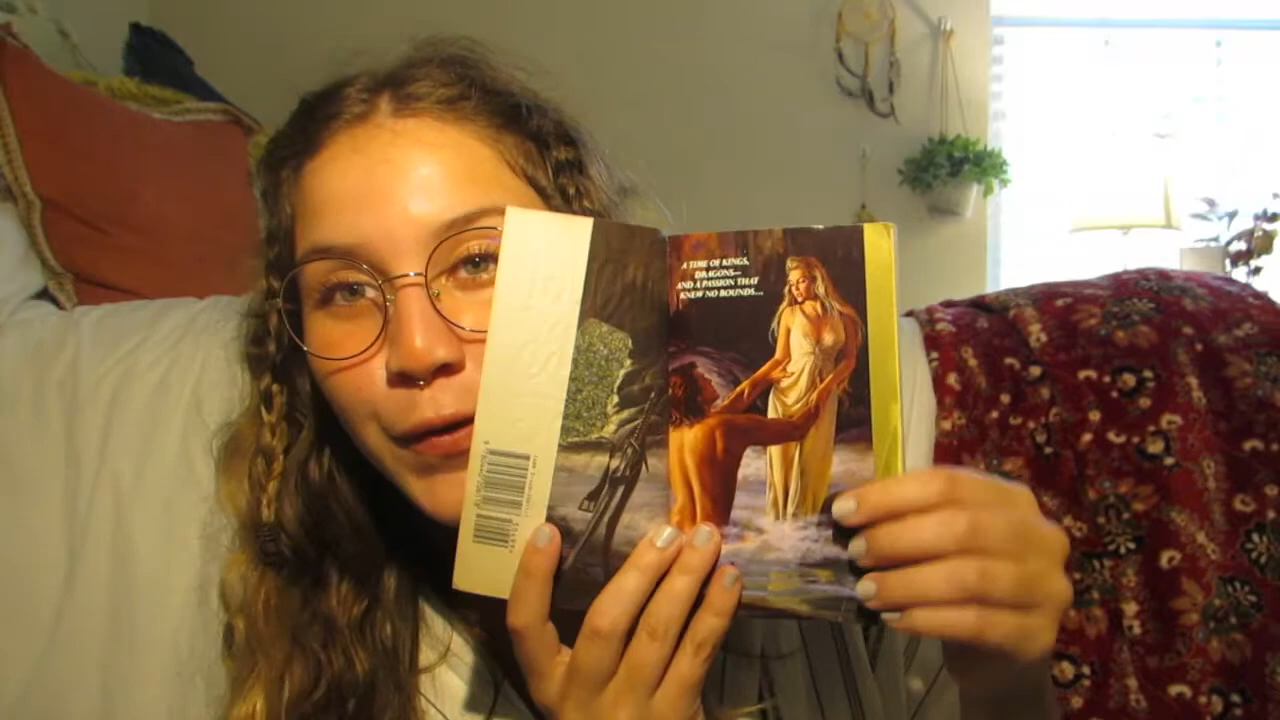 A TIME OF KINGS,
DRAGONS—
AND A PASSION THAT
KNEW NO BOUNDS...